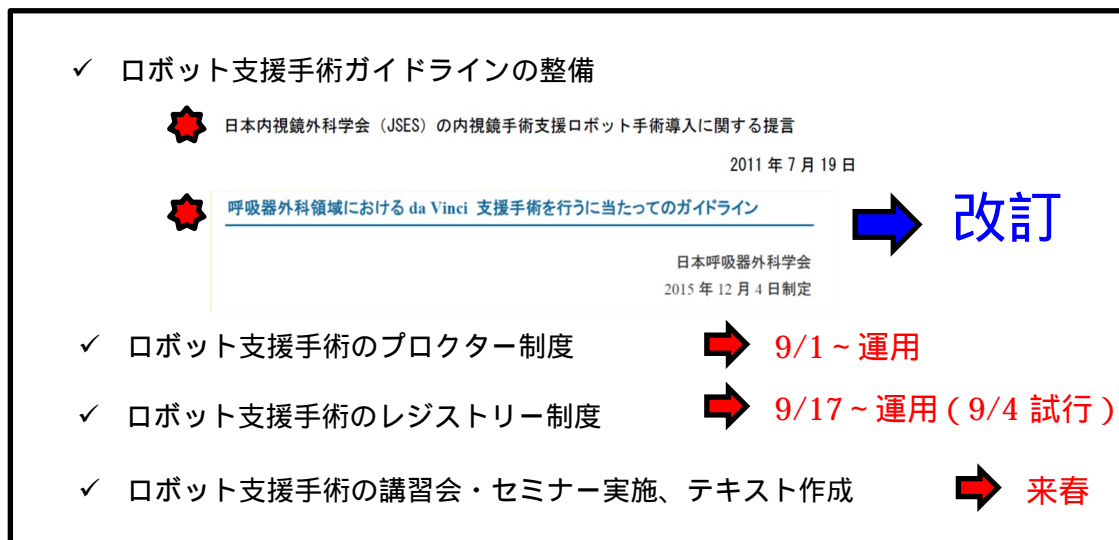 ✓ ロボット支援手術ガイドラインの整備
日本内視鏡外科学会（JSES）の内視鏡手術支援ロボット手術導入に関する提言
2011 年 7 月 19 日
呼吸器外科領域における da Vinci 支援手術を行うに当たってのガイドライン
改訂
日本呼吸器外科学会
2015 年 12 月 4 日制定
✓ ロボット支援手術のプロクター制度 9/1 ~ 運用
✓ ロボット支援手術のレジストリー制度 9/17 ~ 運用 ( 9/4 試行 )
✓ ロボット支援手術の講習会・セミナー実施、テキスト作成 来春